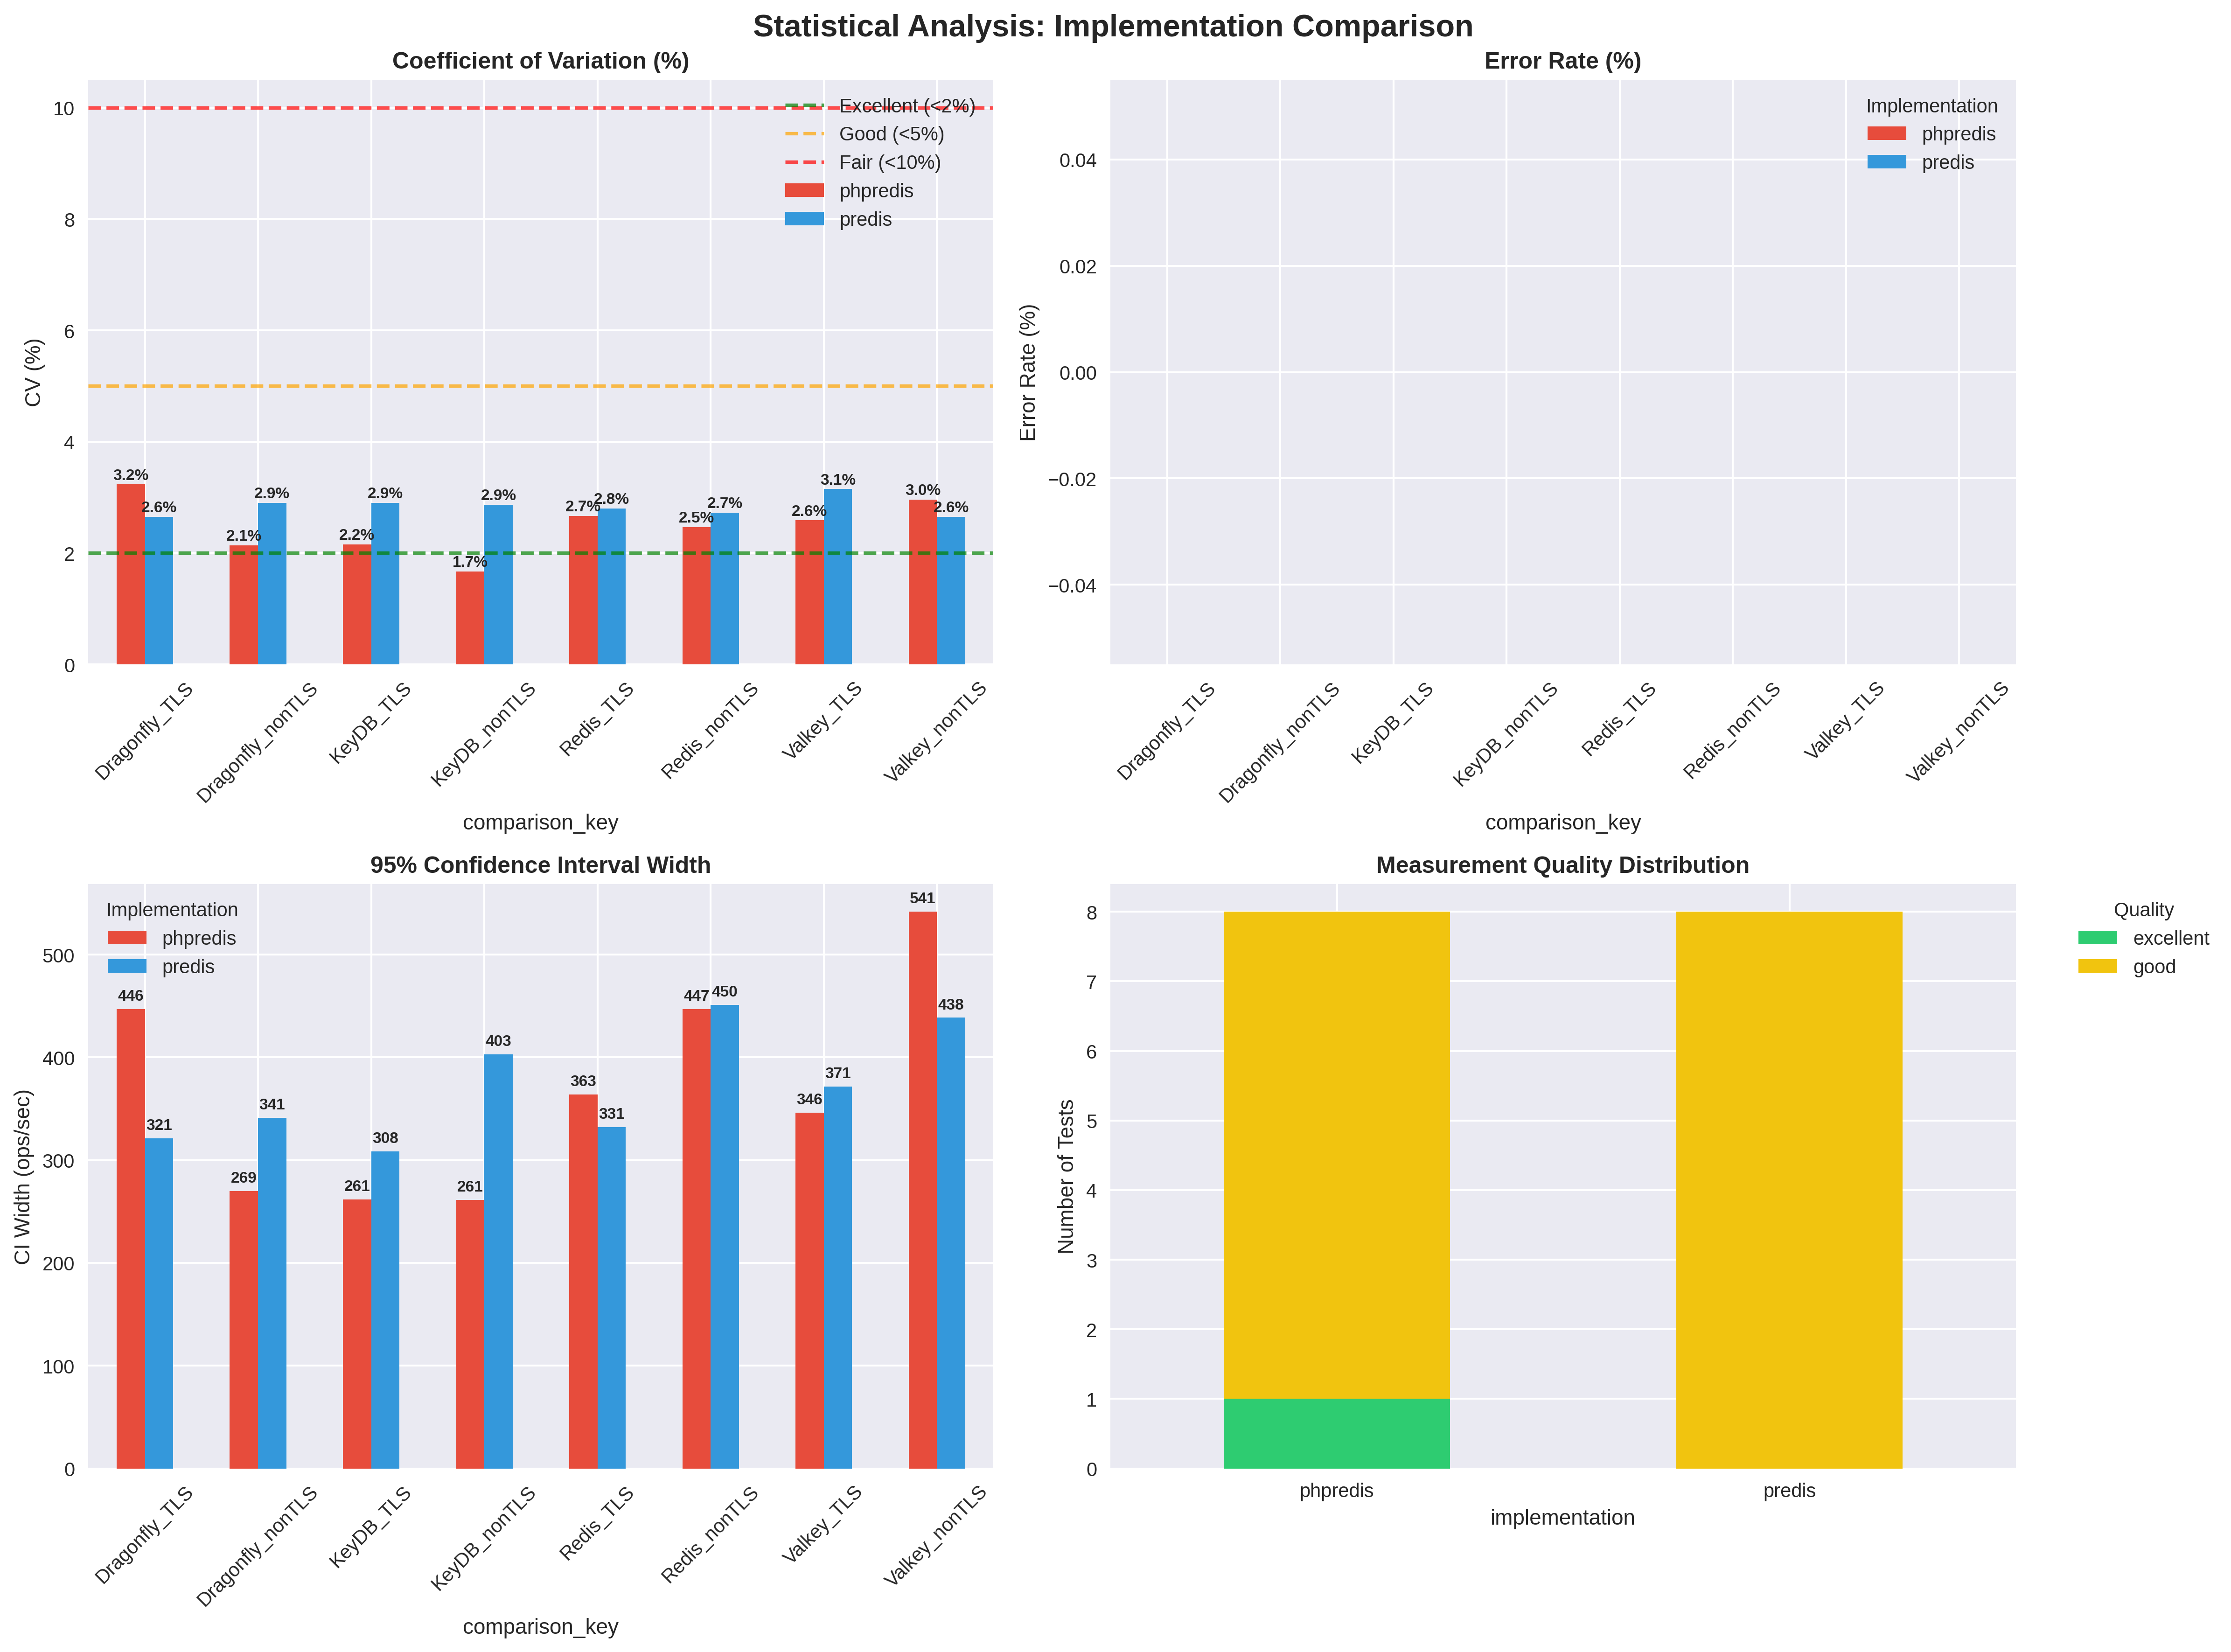 Statistical Analysis: Implementation Comparison
Coefficient of Variation (%)
CV (%)
10
8
6
4
2
0
Excellent (<2%)
Good (<5%)
Fair (<10%)
phpredis
predis
3.2%
2.6%
2.1%
2.9%
2.2%
2.9%
1.7%
2.9%
2.7%
2.8%
2.5%
2.7%
2.6%
3.1%
3.0%
2.6%
Dragonfly_TLS
Dragonfly_nonTLS
KeyDB_TLS
KeyDB_nonTLS
Redis_TLS
Redis_nonTLS
Valkey_TLS
Valkey_nonTLS
comparison_key
Error Rate (%)
Error Rate (%)
0.04
0.02
0.00
−0.02
−0.04
Implementation
phpredis
predis
Dragonfly_TLS
Dragonfly_nonTLS
KeyDB_TLS
KeyDB_nonTLS
Redis_TLS
Redis_nonTLS
Valkey_TLS
Valkey_nonTLS
comparison_key
95% Confidence Interval Width
CI Width (ops/sec)
500
400
300
200
100
0
Implementation
phpredis
predis
446
321
269
341
261
308
261
403
363
331
447
450
346
371
541
438
Dragonfly_TLS
Dragonfly_nonTLS
KeyDB_TLS
KeyDB_nonTLS
Redis_TLS
Redis_nonTLS
Valkey_TLS
Valkey_nonTLS
comparison_key
Measurement Quality Distribution
Number of Tests
8
7
6
5
4
3
2
1
0
phpredis
predis
implementation
Quality
excellent
good